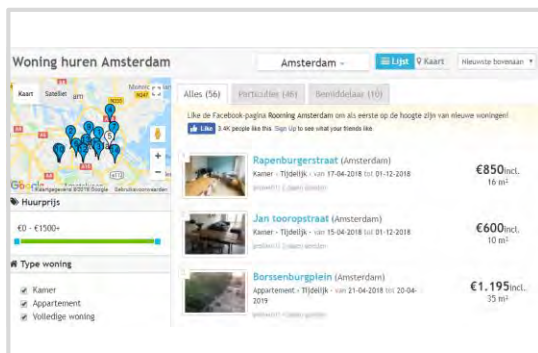 Woning huren Amsterdam
Amsterdam
Lijst
Kaart
Nieuwste bovenaan
Kaart Satelliet
Google
Kaartgegevens ©2018 Google Gebruiksvoorwaarden
Huurprijs
€0 - €1500+
Type woning
Kamer
Appartement
Volledige woning
Alles (56)
Particulier (46)
Bemiddelaar (10)
Like de Facebook-pagina Rooming Amsterdam om als eerste op de hoogte zijn van nieuwe woningen!
Like 3.4K people like this. Sign Up to see what your friends like.
Rapenburgerstraat (Amsterdam)
Kamer - Tijdelijk - van 17-04-2018 tot 01-12-2018
€850incl.
16 m²
Jan tooropstraat (Amsterdam)
Kamer - Tijdelijk - van 15-04-2018 tot 01-12-2018
€600incl.
10 m²
Borssenburgplein (Amsterdam)
Appartement - Tijdelijk - van 21-04-2018 tot 20-04-
2019
€1.195incl.
35 m²